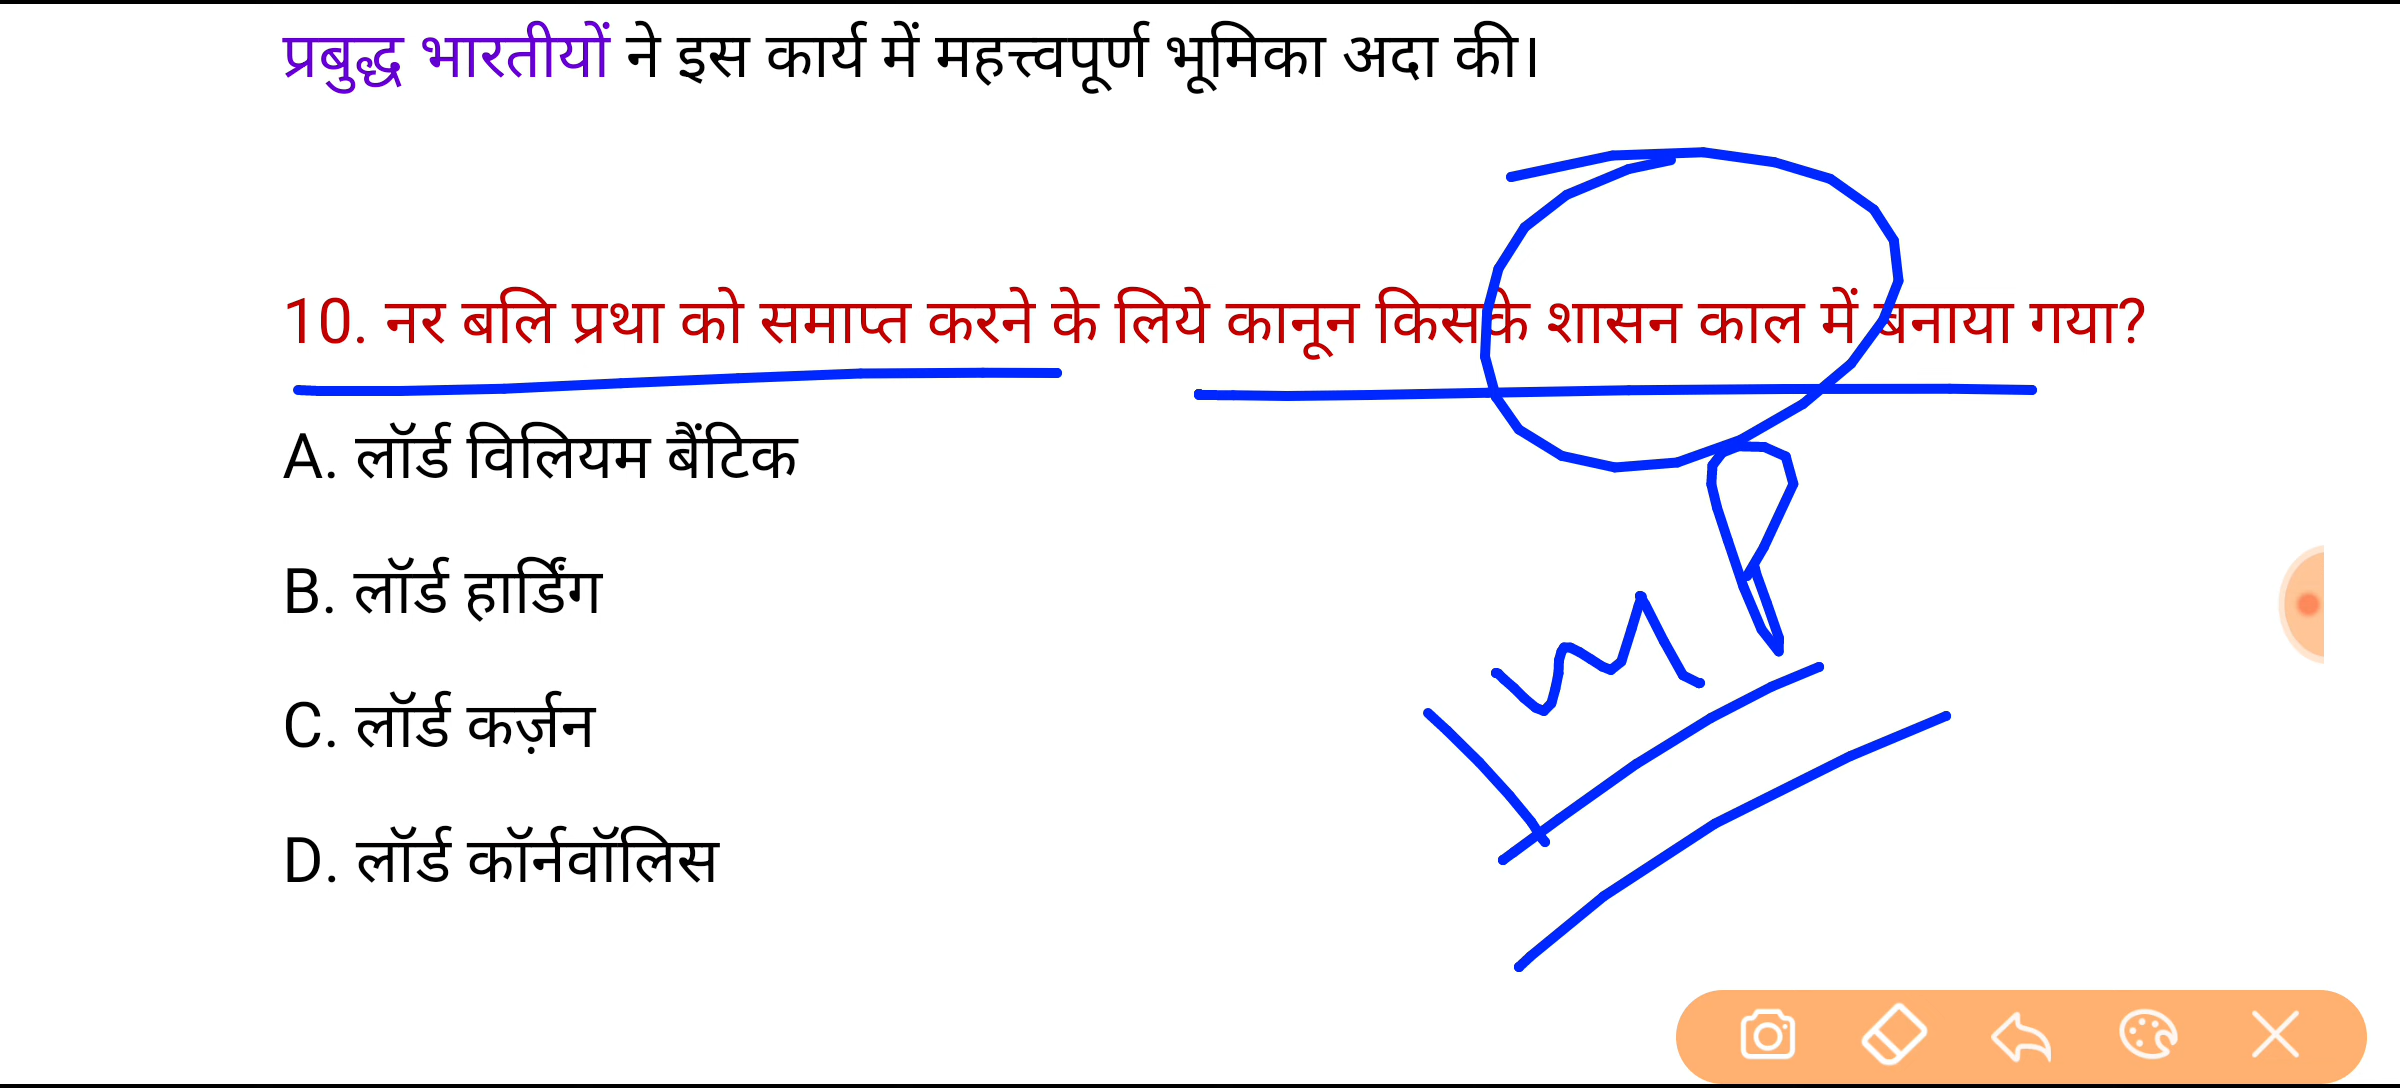 प्रबुद्ध भारतीयों ने इस कार्य में महत्त्वपूर्ण भूमिका अदा की।
10. नर बलि प्रथा को समाप्त करने के लिये कानून किसके शासन काल में बनाया गया?
A. लॉर्ड विलियम बैंटिक
B. लॉर्ड हार्डिंग
C. लॉर्ड कर्ज़न
D. लॉर्ड कॉर्नवॉलिस